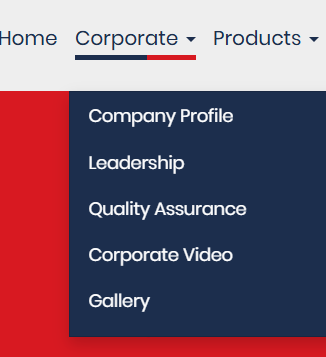 Home Corporate Products
Company Profile
Leadership
Quality Assurance
Corporate Video
Gallery